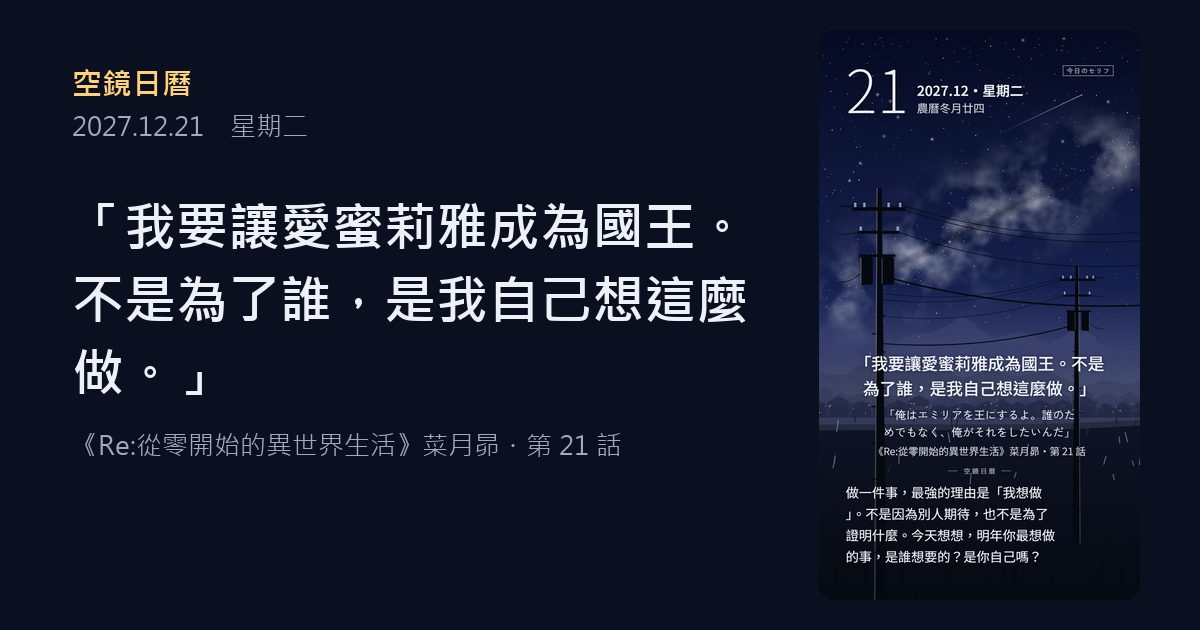 空鏡日曆
2027.12.21 星期二
「我要讓愛蜜莉雅成為國王。
不是為了誰，是我自己想這麼
做。」
《Re:從零開始的異世界生活》菜月昴・第 21 話
21
2027.12・星期二
農曆冬月廿四
今日のセリフ
「我要讓愛蜜莉雅成為國王。不是
為了誰，是我自己想這麼做。」
「俺はエミリアを王にするよ。誰のた
めでもなく、俺がそれをしたいんだ」
《Re:從零開始的異世界生活》菜月昴・第 21 話
— 空鏡日曆 —
做一件事，最強的理由是「我想做
」。不是因為別人期待，也不是為了
證明什麼。今天想想，明年你最想做
的事，是誰想要的？是你自己嗎？